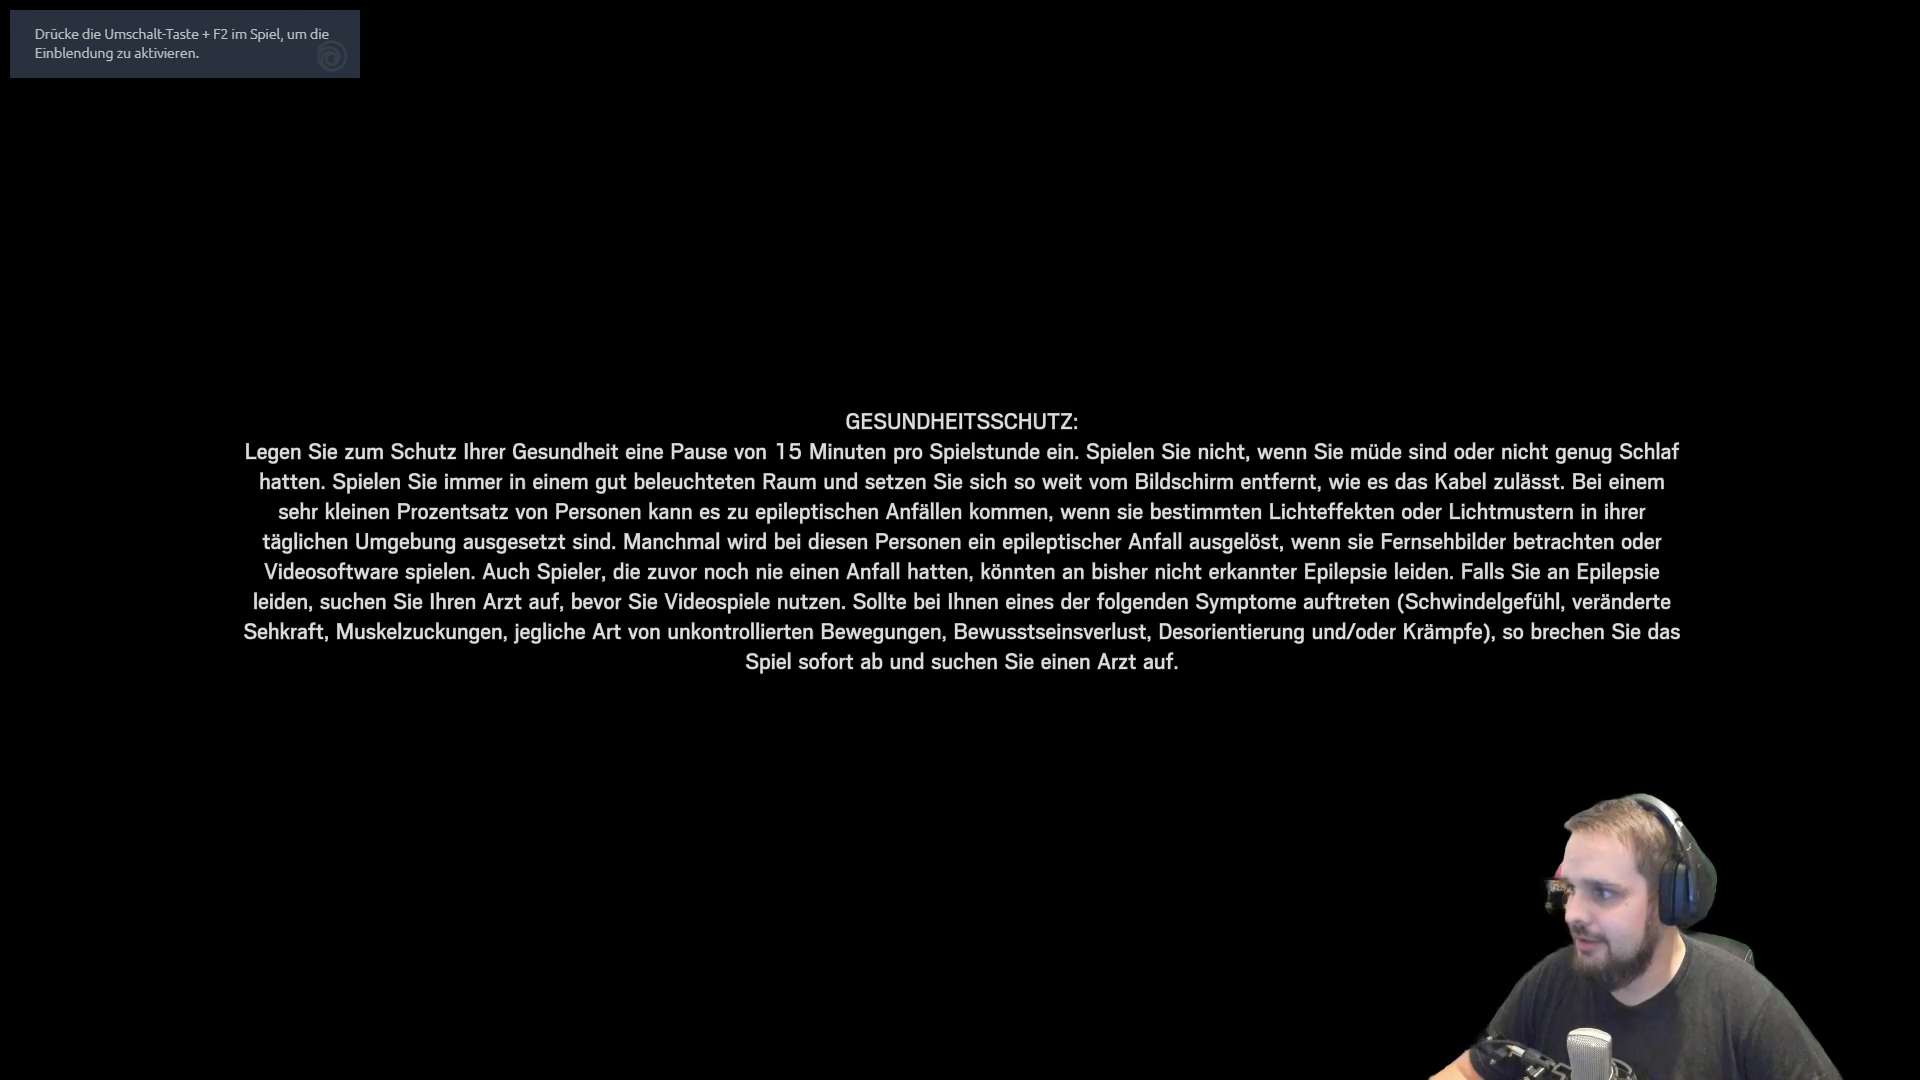 Drücke die Umschalt-Taste + F2 im Spiel, um die
Einblendung zu aktivieren.
GESUNDHEITSSCHUTZ:
Legen Sie zum Schutz Ihrer Gesundheit eine Pause von 15 Minuten pro Spielstunde ein. Spielen Sie nicht, wenn Sie müde sind oder nicht genug Schlaf
hatten. Spielen Sie immer in einem gut beleuchteten Raum und setzen Sie sich so weit vom Bildschirm entfernt, wie es das Kabel zulässt. Bei einem
sehr kleinen Prozentsatz von Personen kann es zu epileptischen Anfällen kommen, wenn sie bestimmten Lichteffekten oder Lichtmustern in ihrer
täglichen Umgebung ausgesetzt sind. Manchmal wird bei diesen Personen ein epileptischer Anfall ausgelöst, wenn sie Fernsehbilder betrachten oder
Videosoftware spielen. Auch Spieler, die zuvor noch nie einen Anfall hatten, könnten an bisher nicht erkannter Epilepsie leiden. Falls Sie an Epilepsie
leiden, suchen Sie Ihren Arzt auf, bevor Sie Videospiele nutzen. Sollte bei Ihnen eines der folgenden Symptome auftreten (Schwindelgefühl, veränderte
Sehkraft, Muskelzuckungen, jegliche Art von unkontrollierten Bewegungen, Bewusstseinsverlust, Desorientierung und/oder Krämpfe), so brechen Sie das
Spiel sofort ab und suchen Sie einen Arzt auf.